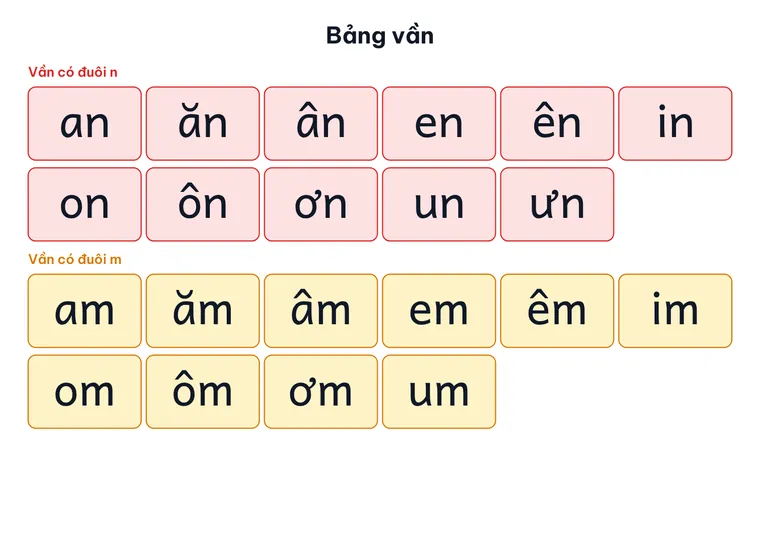 Bảng vần
Vần có đuôi n
an ăn ân en ên in
on ôn ơn un ưn
Vần có đuôi m
am ăm âm em êm im
om ôm ơm um